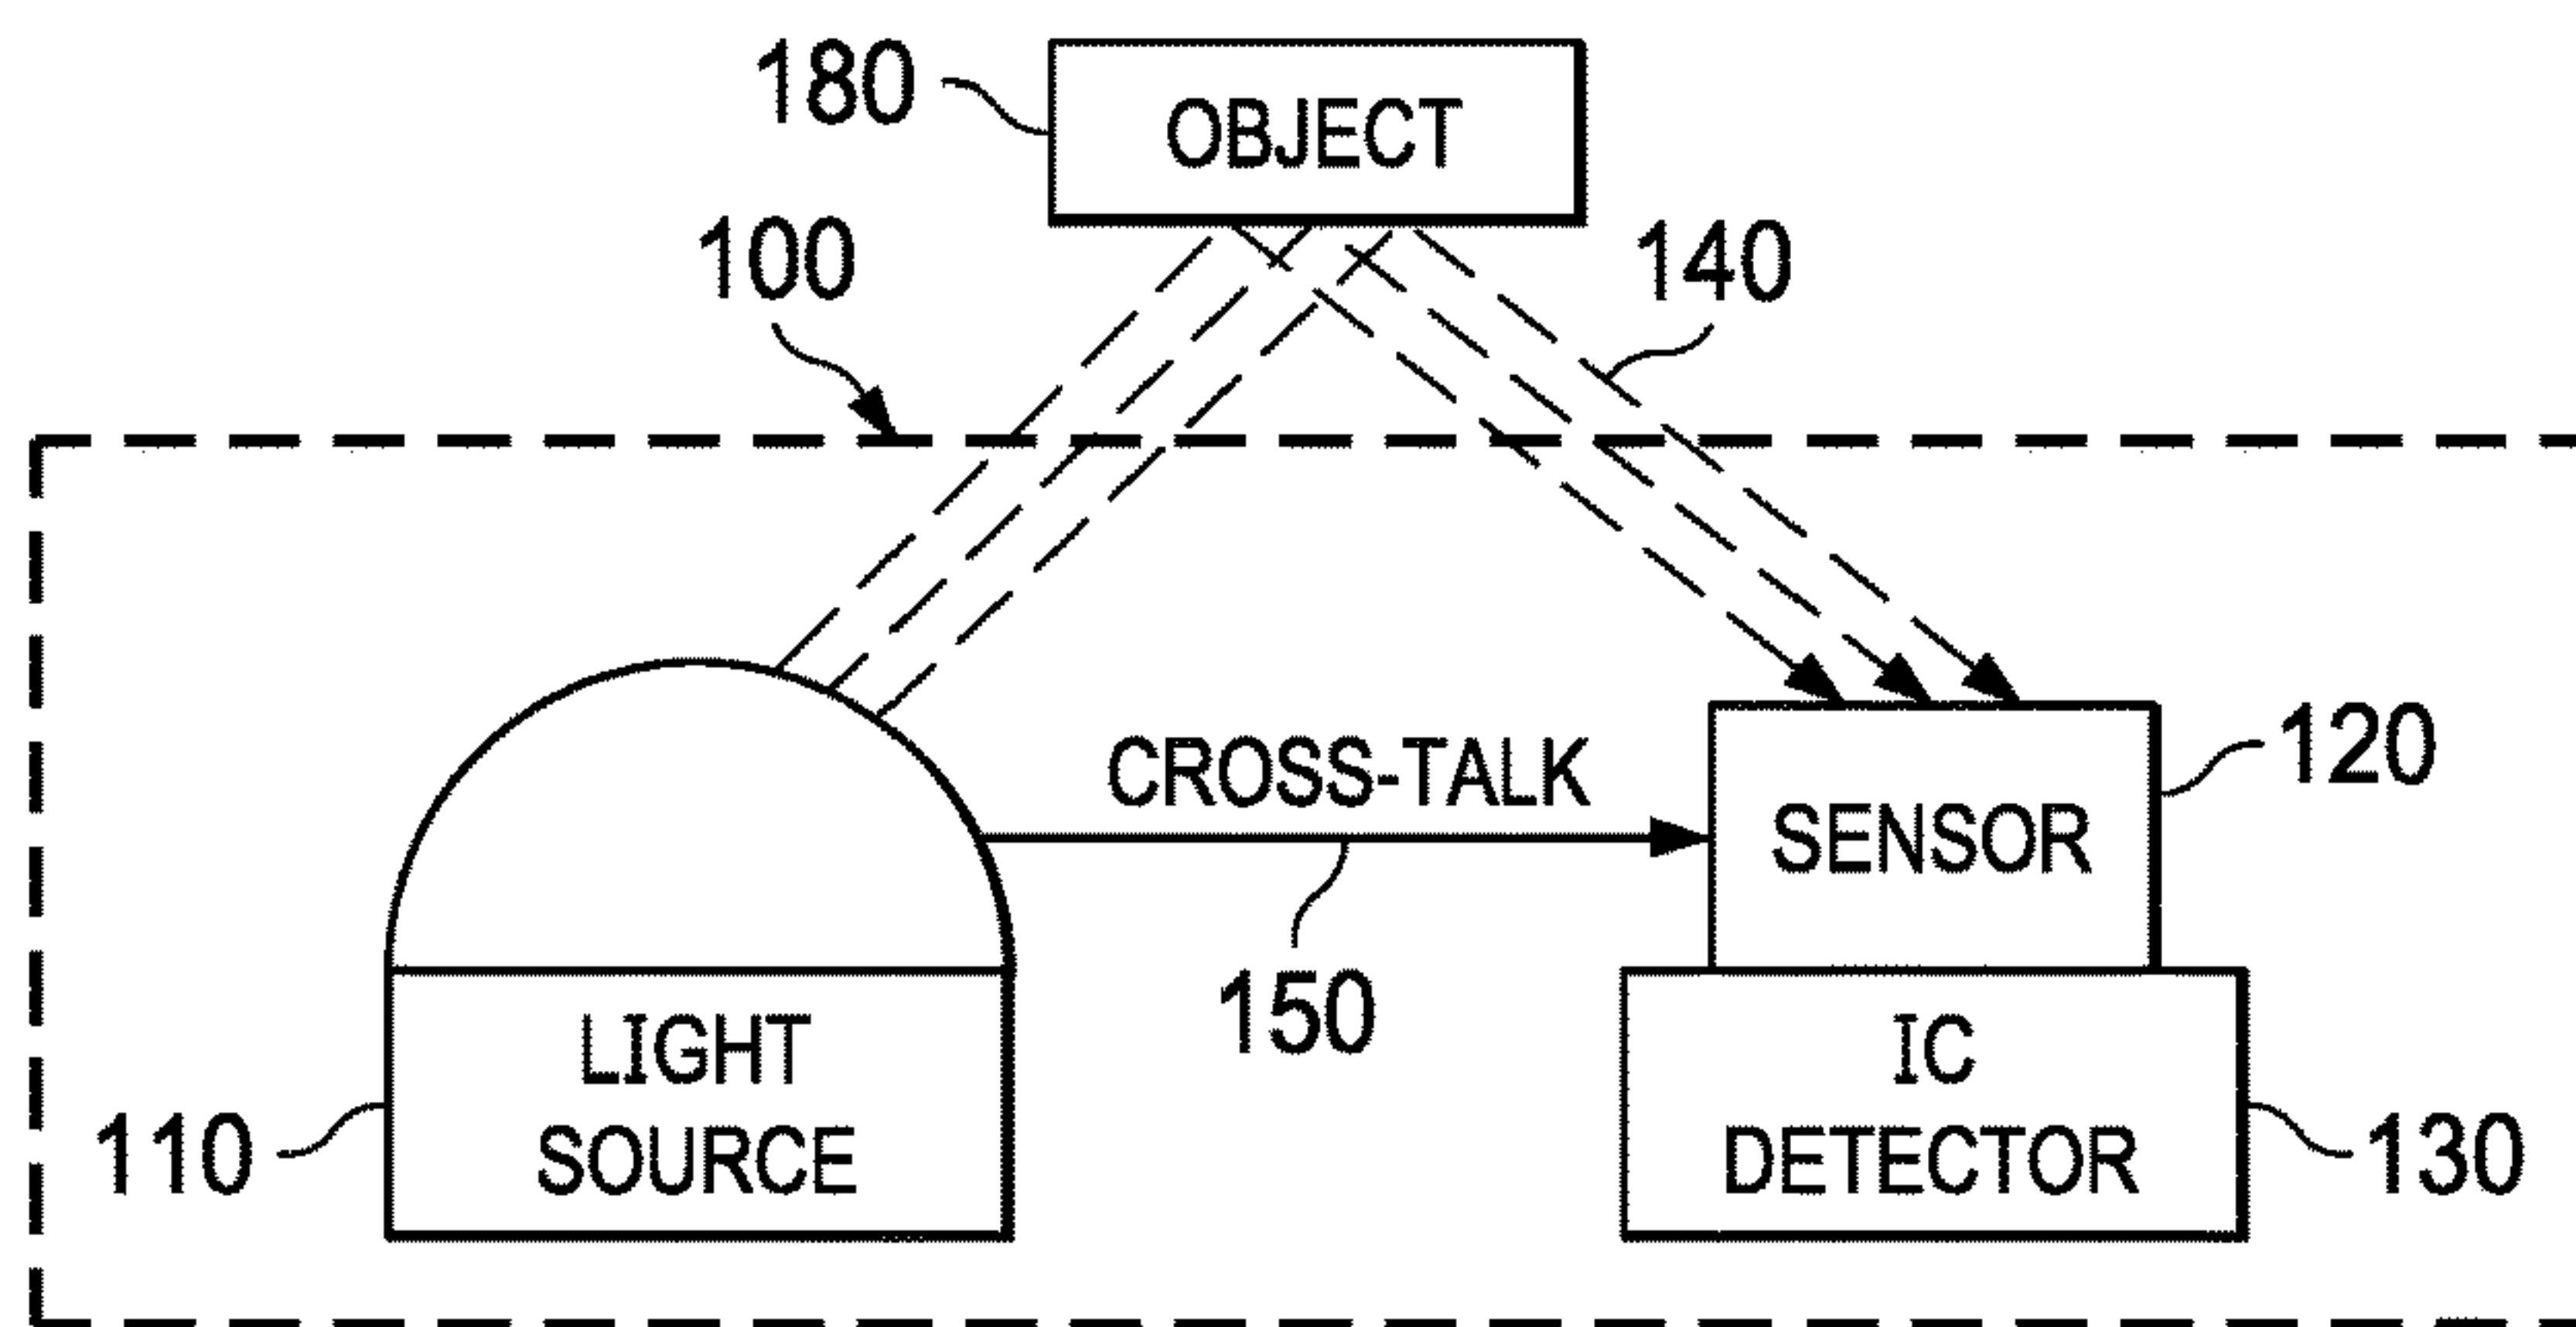 180
OBJECT
100
140
CROSS-TALK
120
SENSOR
150
LIGHT
SOURCE
110
IC
DETECTOR
130